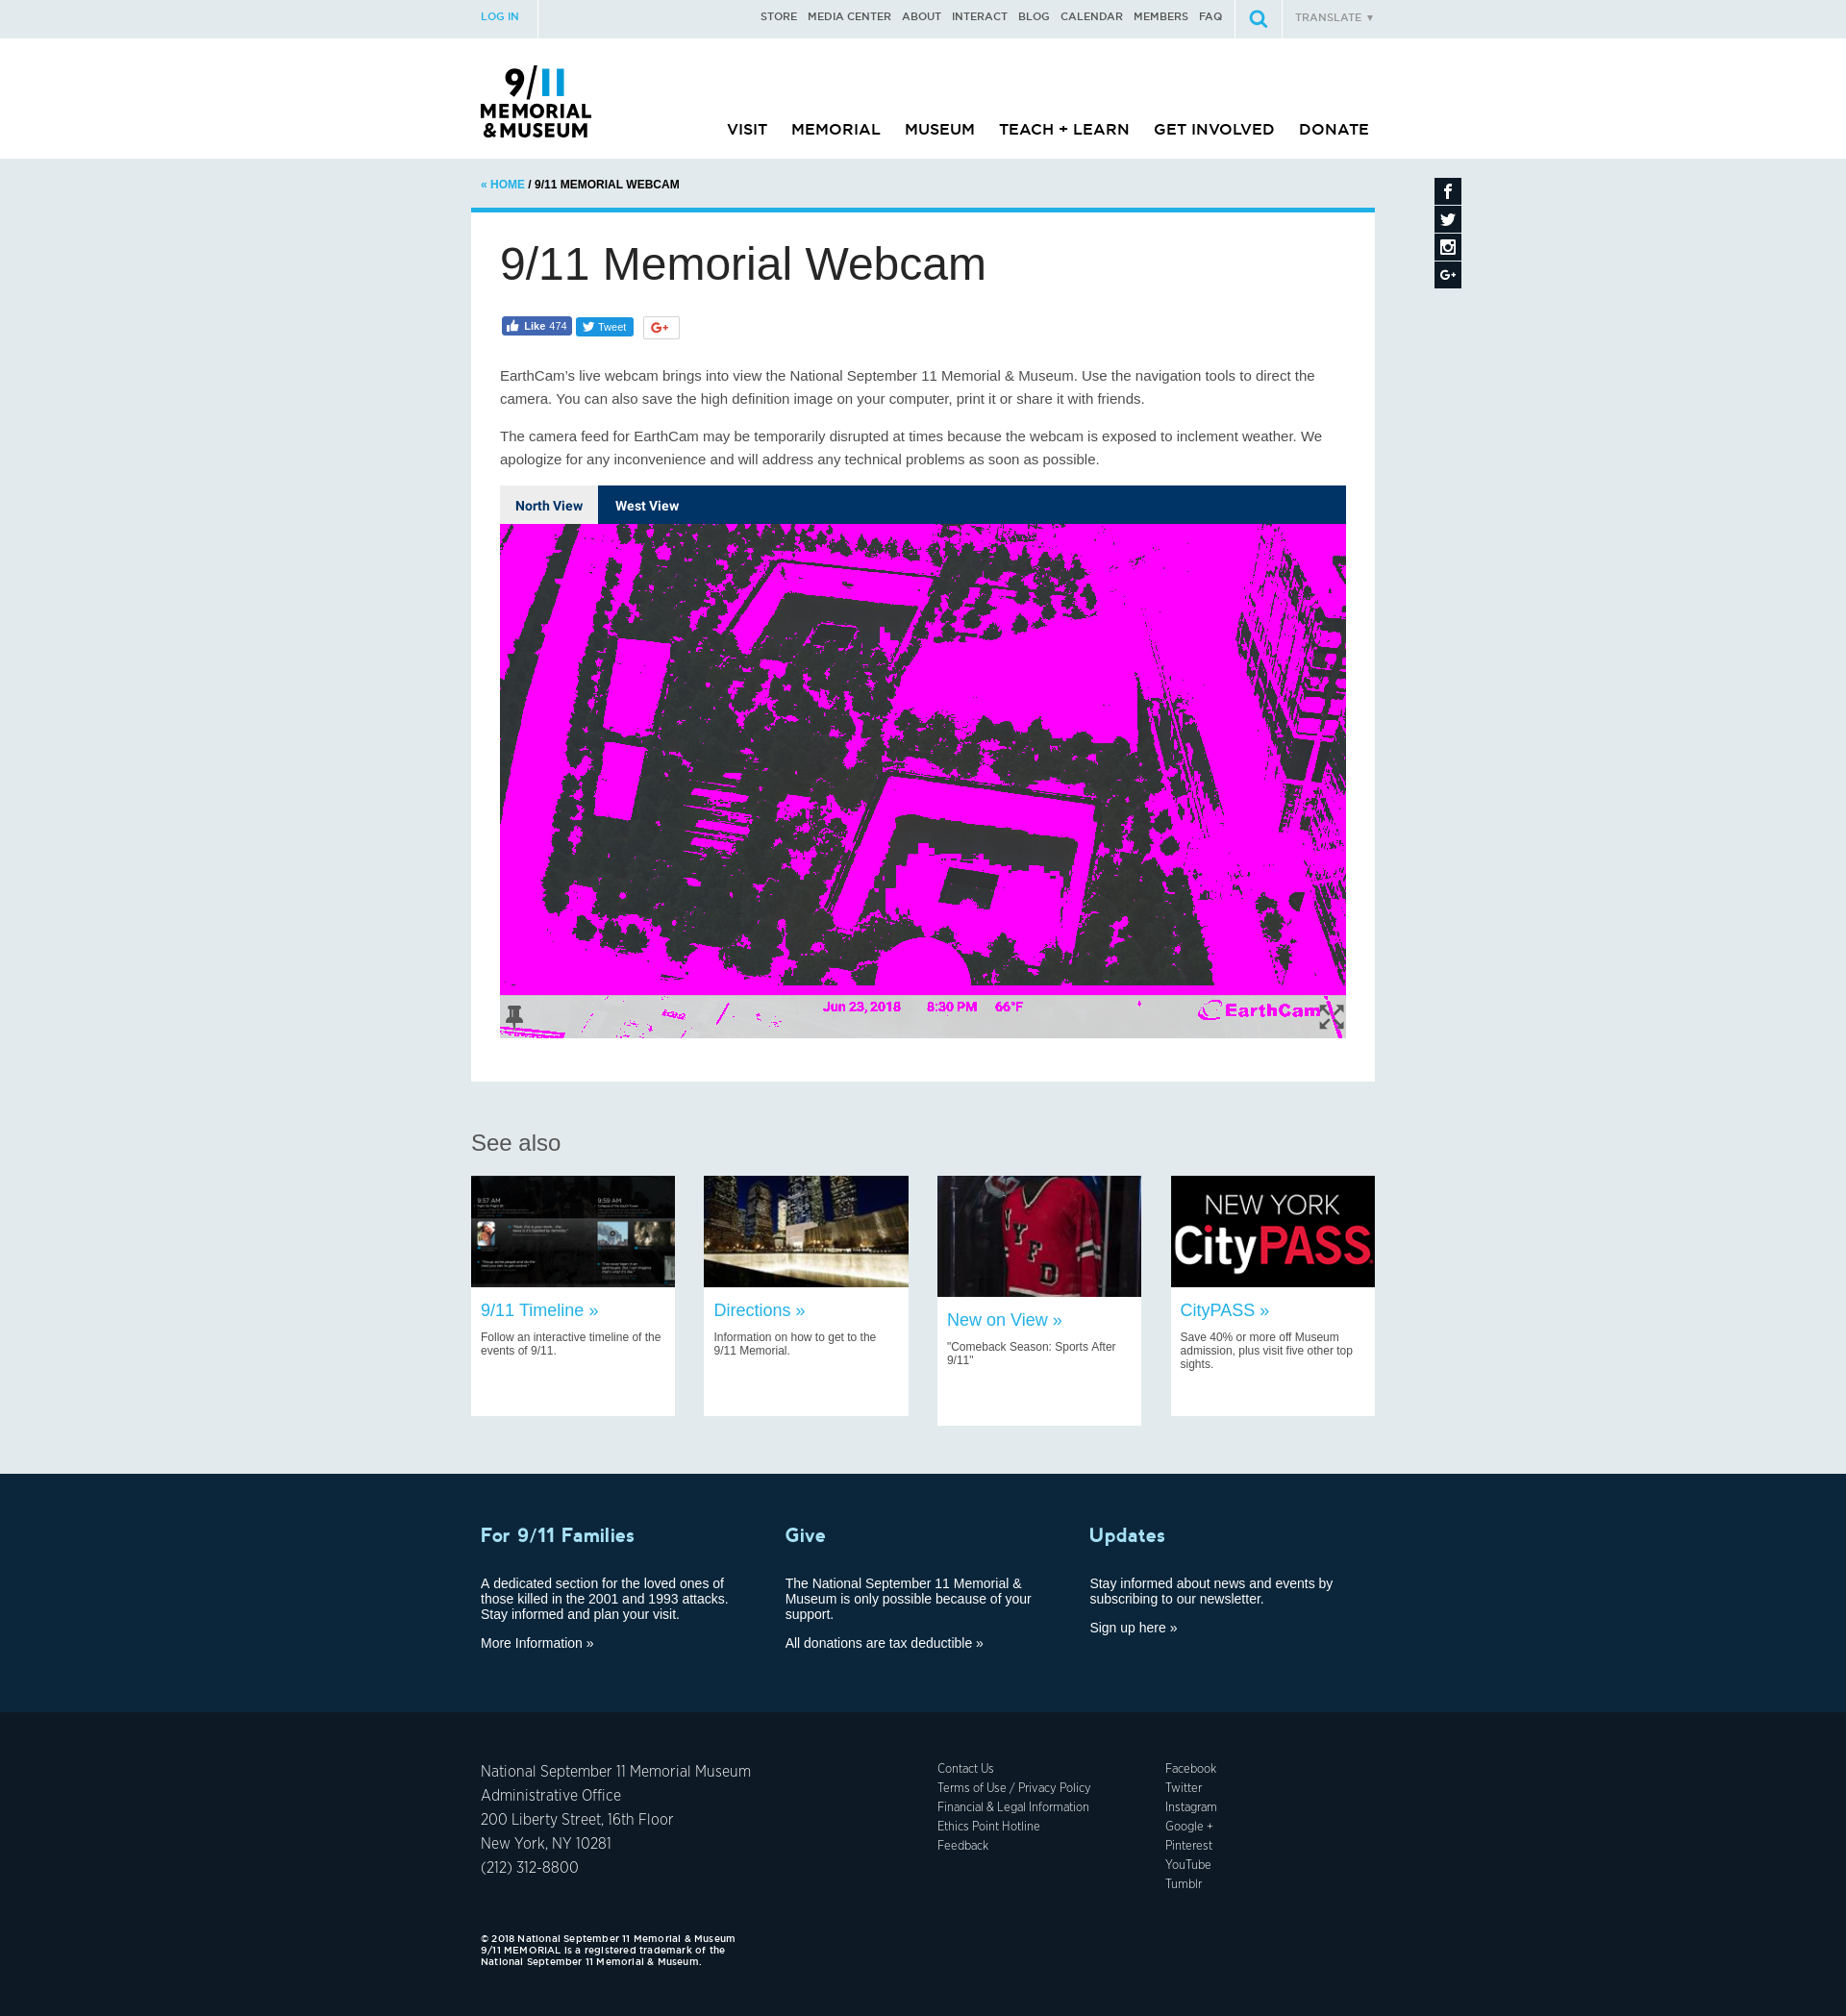 LOG IN
STORE MEDIA CENTER ABOUT INTERACT BLOG CALENDAR MEMBERS FAQ
TRANSLATE ▼
9/11
MEMORIAL
& MUSEUM
VISIT MEMORIAL MUSEUM TEACH + LEARN GET INVOLVED DONATE
« HOME / 9/11 MEMORIAL WEBCAM
9/11 Memorial Webcam
Like 474 Tweet G+
EarthCam's live webcam brings into view the National September 11 Memorial & Museum. Use the navigation tools to direct the
camera. You can also save the high definition image on your computer, print it or share it with friends.
The camera feed for EarthCam may be temporarily disrupted at times because the webcam is exposed to inclement weather. We
apologize for any inconvenience and will address any technical problems as soon as possible.
North View West View
Jun 23, 2018 8:30 PM 66°F
EarthCam
See also
9:57 AM 9:59 AM
NYFD
NEW YORK
CityPASS
9/11 Timeline »
Follow an interactive timeline of the
events of 9/11.
Directions »
Information on how to get to the
9/11 Memorial.
New on View »
"Comeback Season: Sports After
9/11"
CityPASS »
Save 40% or more off Museum
admission, plus visit five other top
sights.
For 9/11 Families
A dedicated section for the loved ones of
those killed in the 2001 and 1993 attacks.
Stay informed and plan your visit.
More Information »
Give
The National September 11 Memorial &
Museum is only possible because of your
support.
All donations are tax deductible »
Updates
Stay informed about news and events by
subscribing to our newsletter.
Sign up here »
National September 11 Memorial Museum
Administrative Office
200 Liberty Street, 16th Floor
New York, NY 10281
(212) 312-8800
Contact Us
Terms of Use / Privacy Policy
Financial & Legal Information
Ethics Point Hotline
Feedback
Facebook
Twitter
Instagram
Google +
Pinterest
YouTube
Tumblr
© 2018 National September 11 Memorial & Museum
9/11 MEMORIAL is a registered trademark of the
National September 11 Memorial & Museum.